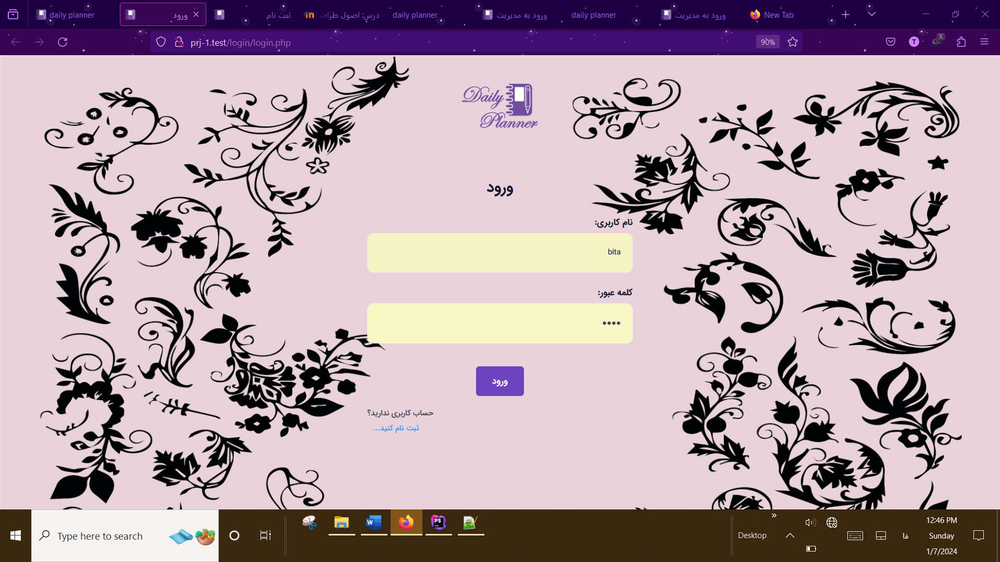 daily planner
ورود
ثبت نام
درس: اصول طراحی
daily planner
ورود به مدیریت
daily planner
ورود به مدیریت
New Tab
prj-1.test/login/login.php
90%
T
X
Daily
Planner
ورود
نام کاربری:
bita
کلمه عبور:
ورود
حساب کاربری ندارید؟
ثبت نام کنید...
Type here to search
W
PS
Desktop
فا
12:46 PM
Sunday
1/7/2024